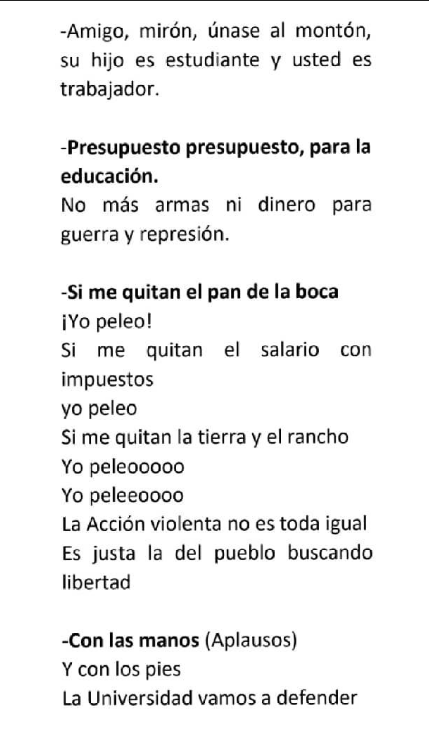 -Amigo, mirón, únase al montón,
su hijo es estudiante y usted es
trabajador.
-Presupuesto presupuesto, para la
educación.
No más armas ni dinero para
guerra y represión.
-Si me quitan el pan de la boca
¡Yo peleo!
Si me quitan el salario con
impuestos
yo peleo
Si me quitan la tierra y el rancho
Yo peleooooo
Yo peleeoooo
La Acción violenta no es toda igual
Es justa la del pueblo buscando
libertad
-Con las manos (Aplausos)
Y con los pies
La Universidad vamos a defender